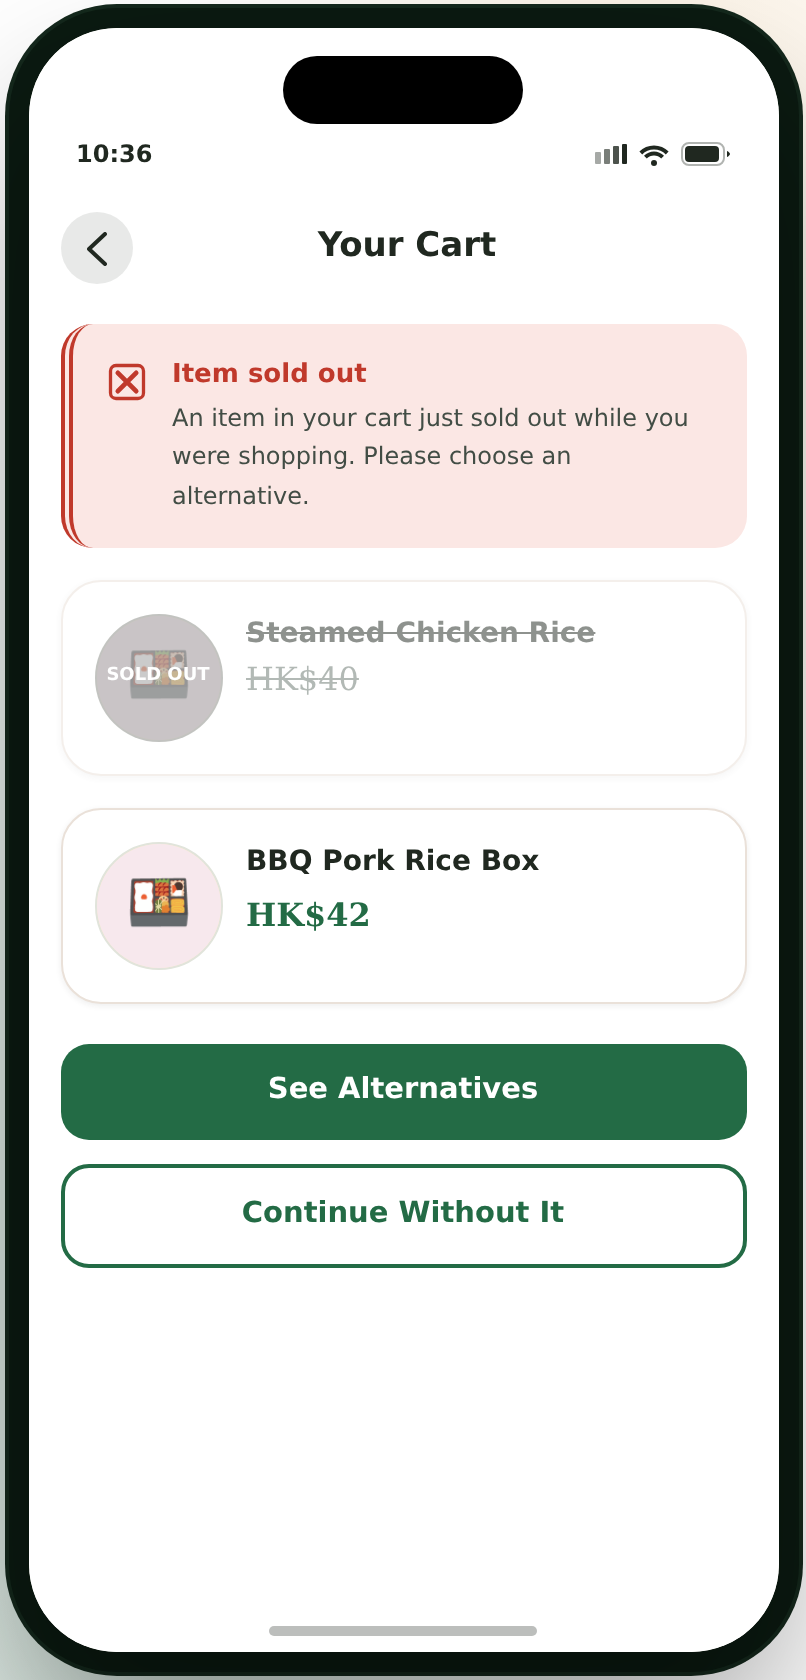 10:36
Your Cart
Item sold out
An item in your cart just sold out while you
were shopping. Please choose an
alternative.
SOLD OUT
Steamed Chicken Rice
HK$40
BBQ Pork Rice Box
HK$42
See Alternatives
Continue Without It